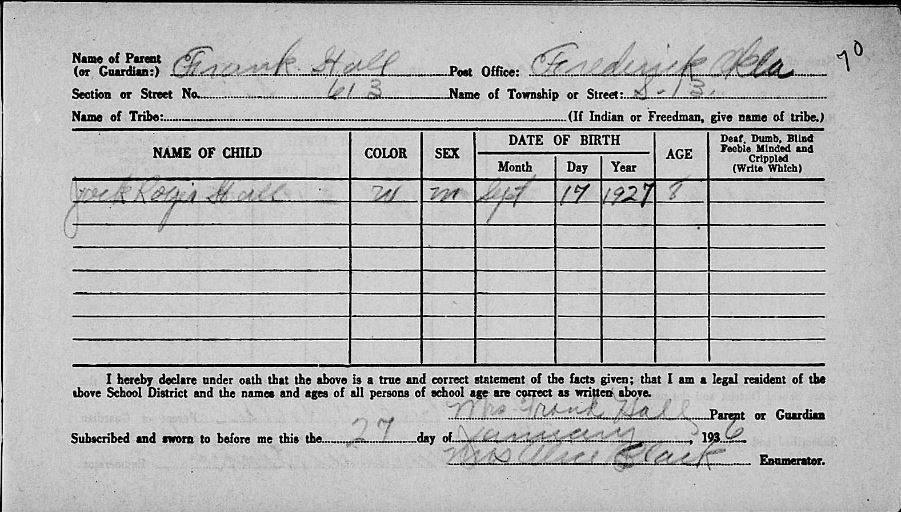 70
Name of Parent (or Guardian:) Frank Hall Post Office: Frederick Okla
Section or Street No. 613 Name of Township or Street: S. 13
Name of Tribe: (If Indian or Freedman, give name of tribe.)
NAME OF CHILD COLOR SEX DATE OF BIRTH Month Day Year AGE Deaf, Dumb, Blind Feeble Minded and Crippled (Write Which)
Jack Hall W M Sept 17 1927 8
I hereby declare under oath that the above is a true and correct statement of the facts given; that I am a legal resident of the
above School District and the names and ages of all persons of school age are correct as written above.
Mrs Frank Hall Parent or Guardian
Subscribed and sworn to before me this the 27 day of January, 1936
Mrs Alice Clark Enumerator.